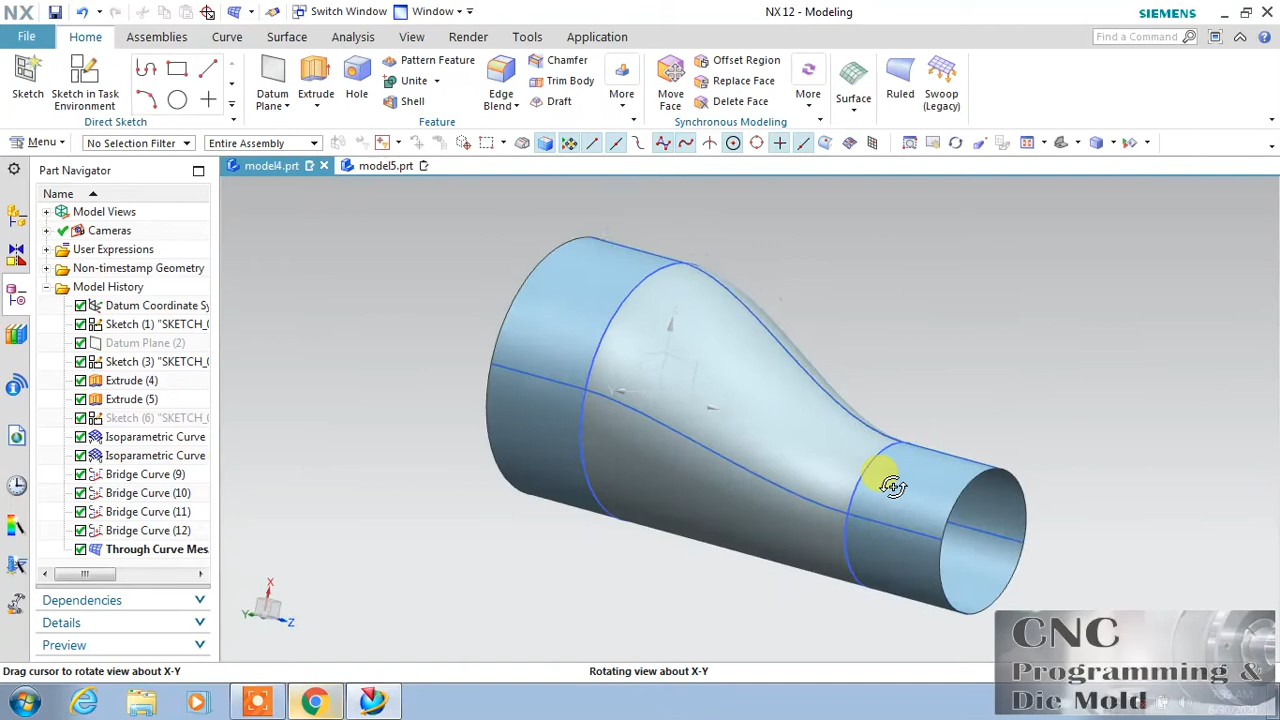 NX
Switch Window
Window
NX 12 - Modeling
SIEMENS
File
Home
Assemblies
Curve
Surface
Analysis
View
Render
Tools
Application
Find a Command
Sketch
Sketch in Task Environment
Direct Sketch
Datum Plane
Extrude
Hole
Pattern Feature
Unite
Shell
Edge Blend
Chamfer
Trim Body
Draft
More
Feature
Move Face
Offset Region
Replace Face
Delete Face
More
Synchronous Modeling
Surface
Ruled
Swoop (Legacy)
Menu
No Selection Filter
Entire Assembly
Part Navigator
model4.prt
model5.prt
Name
Model Views
Cameras
User Expressions
Non-timestamp Geometry
Model History
Datum Coordinate Sy
Sketch (1) "SKETCH_0
Datum Plane (2)
Sketch (3) "SKETCH_0
Extrude (4)
Extrude (5)
Sketch (6) "SKETCH_0
Isoparametric Curve
Isoparametric Curve
Bridge Curve (9)
Bridge Curve (10)
Bridge Curve (11)
Bridge Curve (12)
Through Curve Mes
Dependencies
Details
Preview
X
Y
Z
Drag cursor to rotate view about X-Y
Rotating view about X-Y
CNC
Programming &
Die Mold